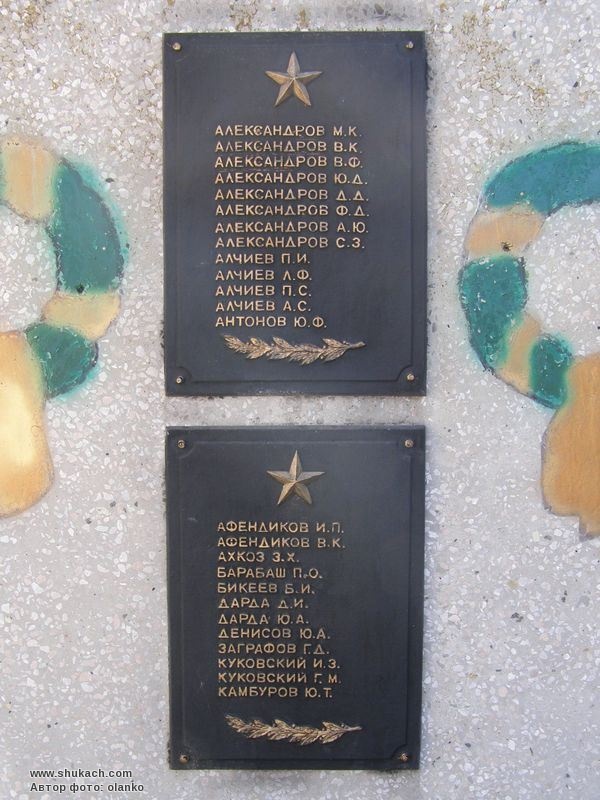 АЛЕКСАНДРОВ М.К.
АЛЕКСАНДРОВ В.К.
АЛЕКСАНДРОВ В.Ф.
АЛЕКСАНДРОВ Ю.Д.
АЛЕКСАНДРОВ Д.Д.
АЛЕКСАНДРОВ Ф.Д.
АЛЕКСАНДРОВ А.Ю.
АЛЕКСАНДРОВ С.З.
АЛЧИЕВ П.И.
АЛЧИЕВ Л.Ф.
АЛЧИЕВ П.С.
АЛЧИЕВ А.С.
АНТОНОВ Ю.Ф.
АФЕНДИКОВ И.П.
АФЕНДИКОВ В.К.
АХКОЗ З.Х.
БАРАБАШ П.О.
БИКЕЕВ Б.И.
ДАРДА Д.И.
ДАРДА Ю.А.
ДЕНИСОВ Ю.А.
ЗАГРАФОВ Г.Д.
КУКОВСКИЙ И.З.
КУКОВСКИЙ Г.М.
КАМБУРОВ Ю.Т.
www.shukach.com
Автор фото: olanko